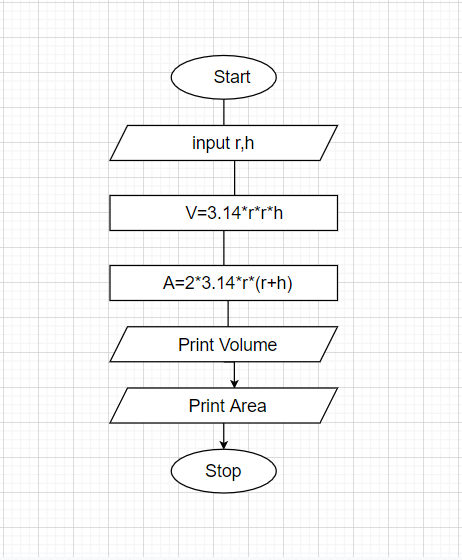 Start
input r,h
V=3.14*r*r*h
A=2*3.14*r*(r+h)
Print Volume
Print Area
Stop